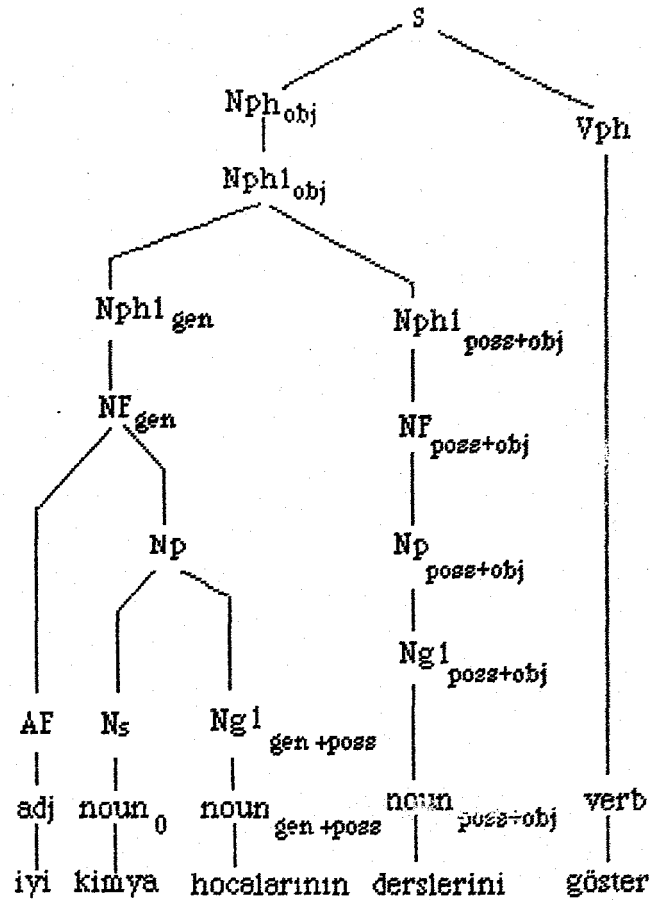 S
Nph obj
Vph
Nph1 obj
Nph1 gen
Nph1 poss+obj
NF gen
NF poss+obj
Np
Np poss+obj
Ng1 poss+obj
AF Ns Ng1 gen+poss
adj noun 0 noun gen+poss noun poss+obj verb
iyi kimya hocalarının derslerini göster